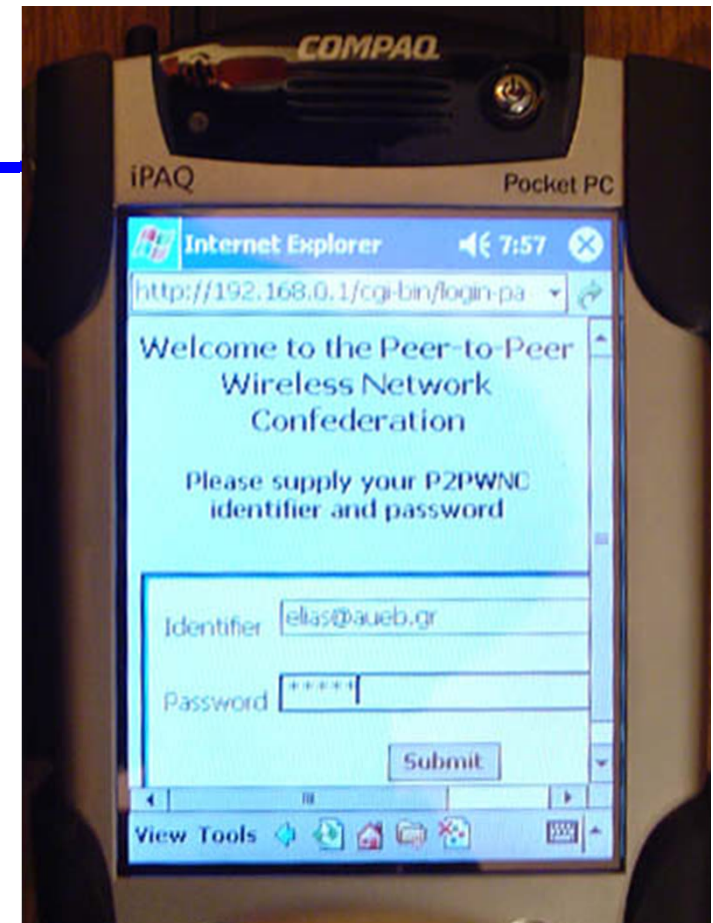 COMPAQ
iPAQ Pocket PC
Internet Explorer 7:57
http://192.168.0.1/cgi-bin/login-pa
Welcome to the Peer-to-Peer
Wireless Network
Confederation
Please supply your P2PWNC
identifier and password
Identifier elias@aueb.gr
Password *****
Submit
View Tools